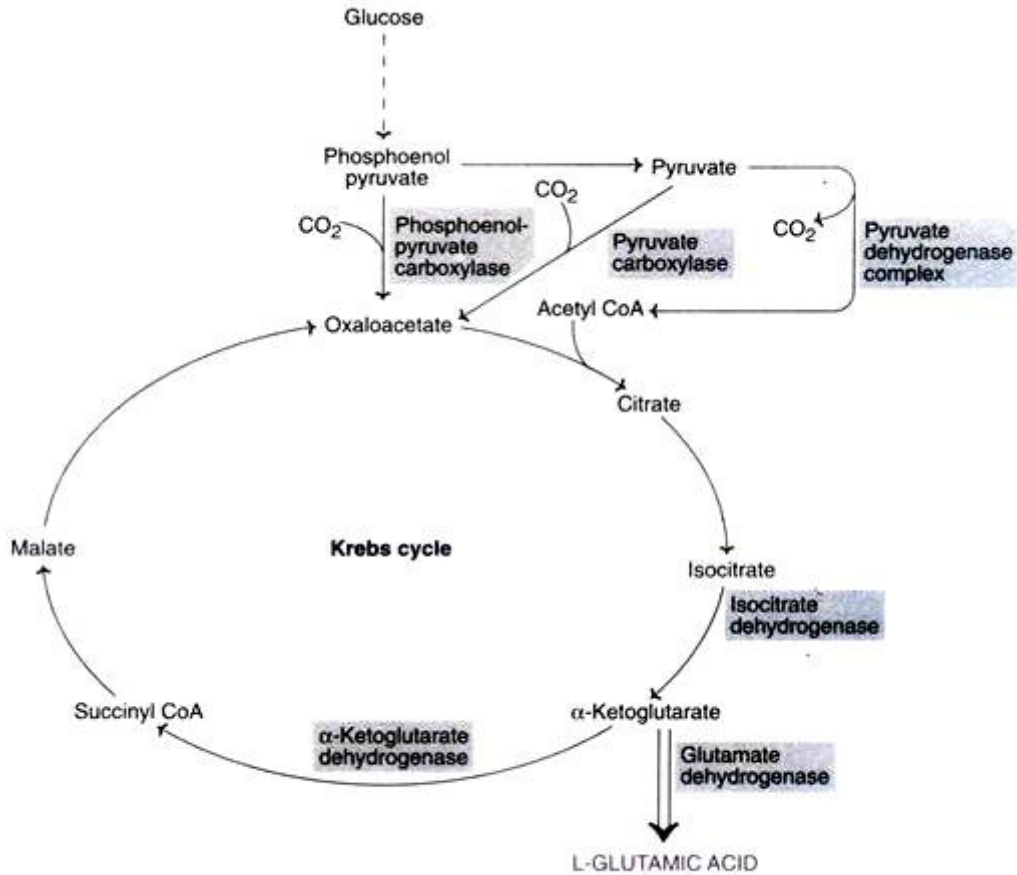 Glucose
Phosphoenol
pyruvate
Pyruvate
CO2
CO2
CO2
Phosphoenol-
pyruvate
carboxylase
Pyruvate
carboxylase
Pyruvate
dehydrogenase
complex
Oxaloacetate
Acetyl CoA
Citrate
Malate
Krebs cycle
Isocitrate
Isocitrate
dehydrogenase
Succinyl CoA
α-Ketoglutarate
dehydrogenase
α-Ketoglutarate
Glutamate
dehydrogenase
L-GLUTAMIC ACID